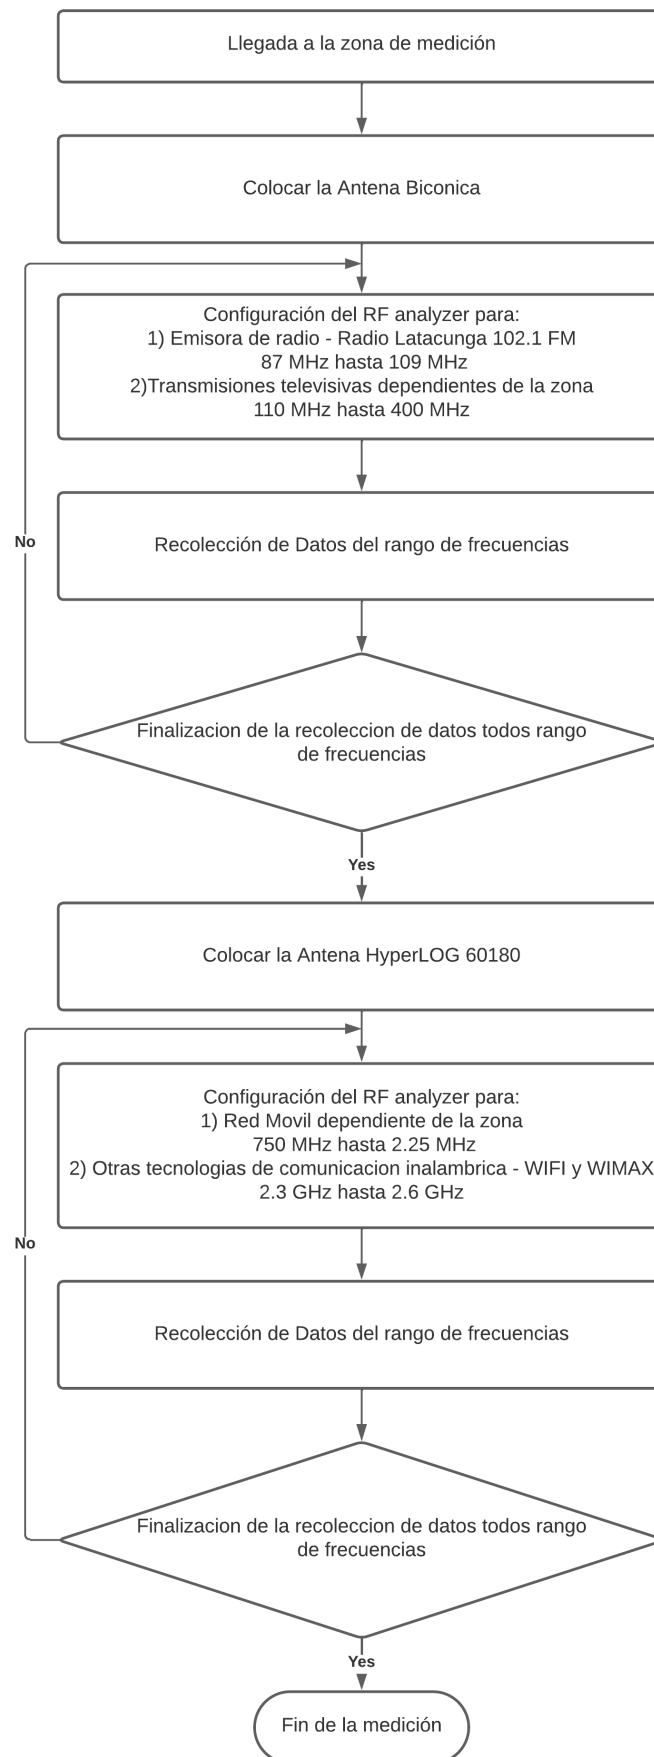 Llegada a la zona de medición
Colocar la Antena Biconica
Configuración del RF analyzer para:
1) Emisora de radio - Radio Latacunga 102.1 FM
87 MHz hasta 109 MHz
2)Transmisiones televisivas dependientes de la zona
110 MHz hasta 400 MHz
No
Recolección de Datos del rango de frecuencias
Finalizacion de la recoleccion de datos todos rango
de frecuencias
Yes
Colocar la Antena HyperLOG 60180
Configuración del RF analyzer para:
1) Red Movil dependiente de la zona
750 MHz hasta 2.25 MHz
2) Otras tecnologias de comunicacion inalambrica - WIFI y WIMAX
2.3 GHz hasta 2.6 GHz
No
Recolección de Datos del rango de frecuencias
Finalizacion de la recoleccion de datos todos rango
de frecuencias
Yes
Fin de la medición